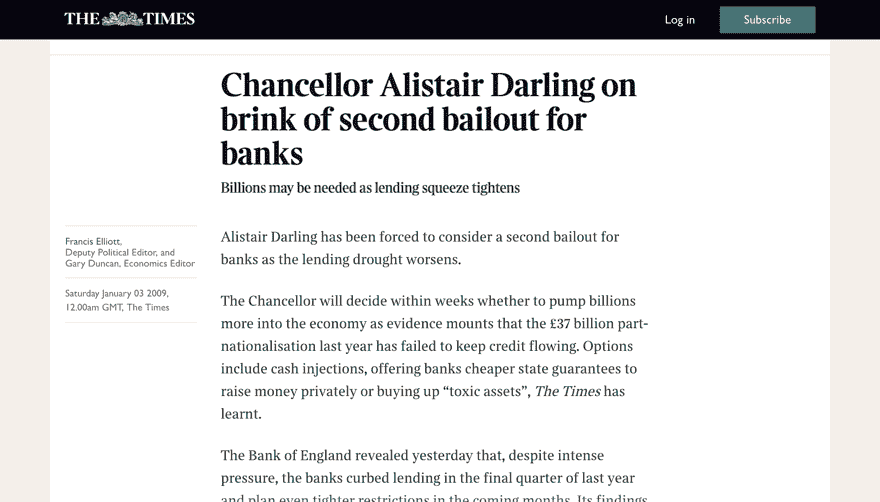 THE TIMES
Log in
Subscribe
Chancellor Alistair Darling on
brink of second bailout for
banks
Billions may be needed as lending squeeze tightens
Francis Elliott,
Deputy Political Editor, and
Gary Duncan, Economics Editor
Saturday January 03 2009,
12.00am GMT, The Times
Alistair Darling has been forced to consider a second bailout for
banks as the lending drought worsens.
The Chancellor will decide within weeks whether to pump billions
more into the economy as evidence mounts that the £37 billion part-
nationalisation last year has failed to keep credit flowing. Options
include cash injections, offering banks cheaper state guarantees to
raise money privately or buying up “toxic assets”, The Times has
learnt.
The Bank of England revealed yesterday that, despite intense
pressure, the banks curbed lending in the final quarter of last year
and plan even tighter restrictions in the coming months. Its findings